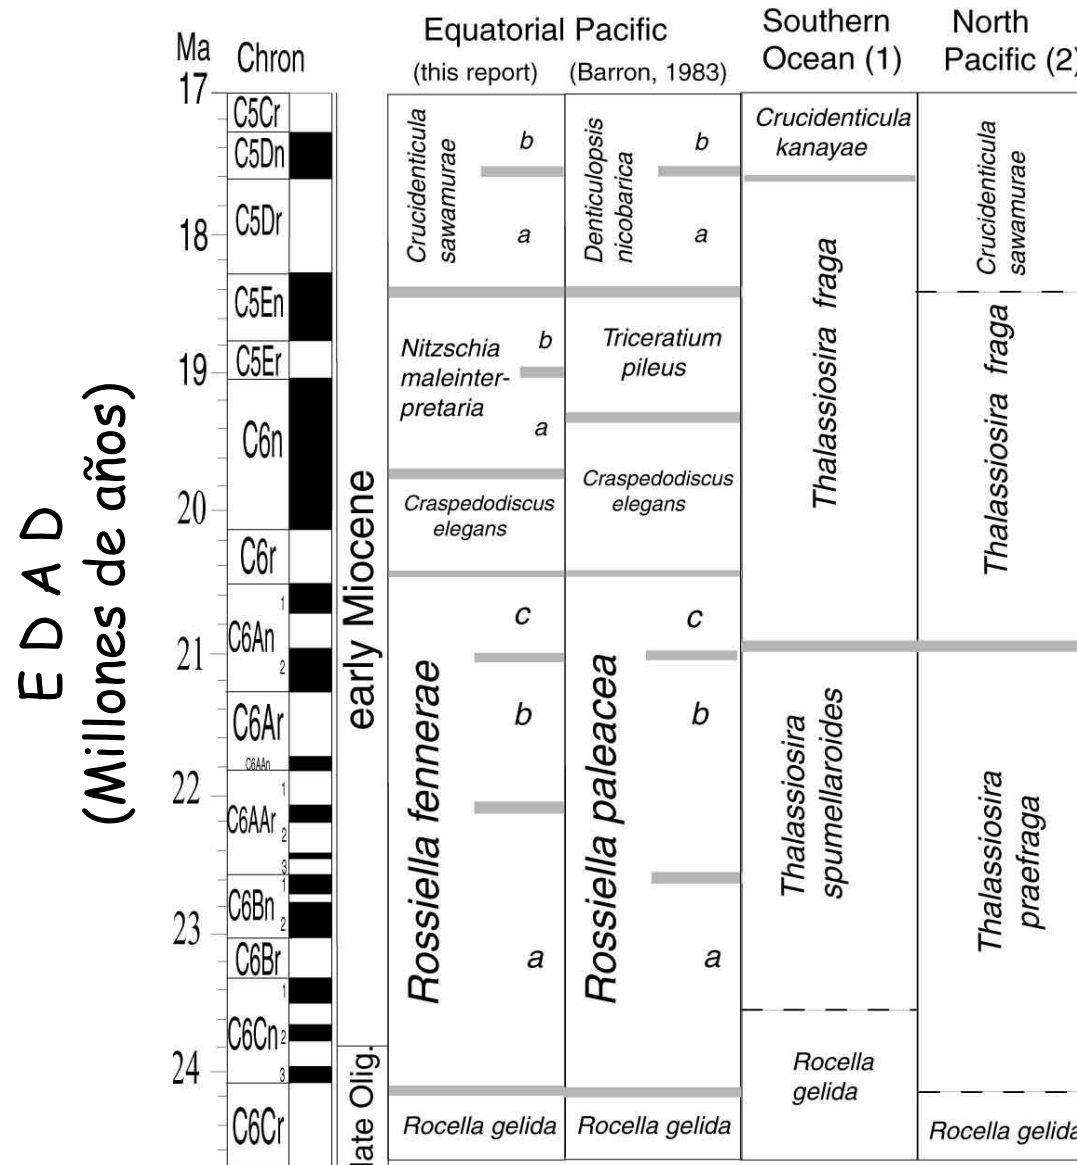 Equatorial Pacific
Southern
Ocean (1)
North
Pacific (2)
Ma
Chron
(this report)
(Barron, 1983)
17
18
19
20
21
22
23
24
E D A D
(Millones de años)
C5Cr
C5Dn
C5Dr
C5En
C5Er
C6n
C6r
1
C6An
2
C6Ar
C6AAn
1
C6AAr
2
3
1
C6Bn
2
C6Br
1
C6Cn
2
3
C6Cr
early Miocene
late Olig.
Crucidenticula
sawamurae
b
a
Nitzschia
maleinter-
pretaria
b
a
Craspedodiscus
elegans
Rossiella fennerae
c
b
a
Rocella gelida
Denticulopsis
nicobarica
b
a
Triceratium
pileus
Craspedodiscus
elegans
Rossiella paleacea
c
b
a
Rocella gelida
Crucidenticula
kanayae
Thalassiosira fraga
Thalassiosira
spumellaroides
Rocella
gelida
Crucidenticula
sawamurae
Thalassiosira fraga
Thalassiosira
praefraga
Rocella gelida